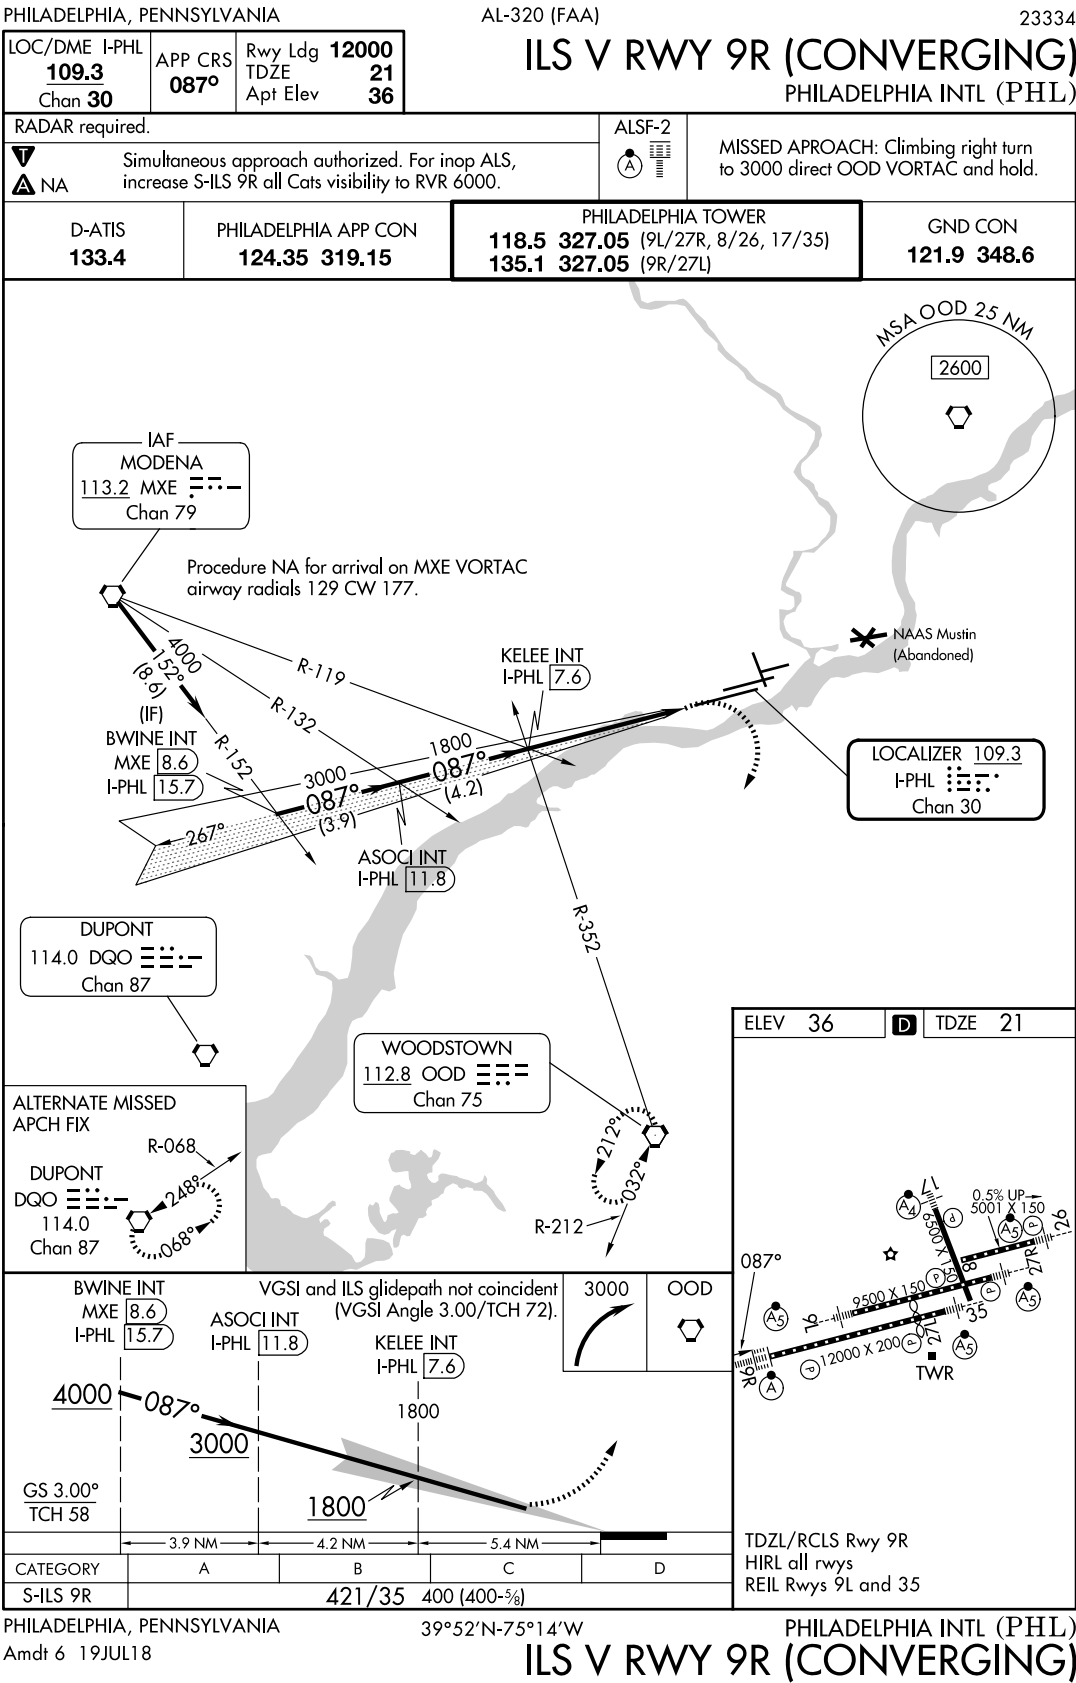 PHILADELPHIA, PENNSYLVANIA
AL-320 (FAA)
23334
LOC/DME I-PHL
109.3
Chan 30
APP CRS
087°
Rwy Ldg 12000
TDZE 21
Apt Elev 36
ILS V RWY 9R (CONVERGING)
PHILADELPHIA INTL (PHL)
RADAR required.
T
A NA
Simultaneous approach authorized. For inop ALS,
increase S-ILS 9R all Cats visibility to RVR 6000.
ALSF-2
A
MISSED APROACH: Climbing right turn
to 3000 direct OOD VORTAC and hold.
D-ATIS
133.4
PHILADELPHIA APP CON
124.35 319.15
PHILADELPHIA TOWER
118.5 327.05 (9L/27R, 8/26, 17/35)
135.1 327.05 (9R/27L)
GND CON
121.9 348.6
MSA OOD 25 NM
2600
IAF
MODENA
113.2 MXE
Chan 79
Procedure NA for arrival on MXE VORTAC
airway radials 129 CW 177.
NAAS Mustin
(Abandoned)
4000
152°
(8.6)
(IF)
R-119
R-132
R-152
KELEE INT
I-PHL 7.6
BWINE INT
MXE 8.6
I-PHL 15.7
1800
087°
(4.2)
3000
087°
(3.9)
267°
LOCALIZER 109.3
I-PHL
Chan 30
ASOCI INT
I-PHL 11.8
R-352
DUPONT
114.0 DQO
Chan 87
WOODSTOWN
112.8 OOD
Chan 75
212°
032°
R-212
ALTERNATE MISSED
APCH FIX
R-068
DUPONT
DQO
114.0
Chan 87
248°
068°
ELEV 36
D
TDZE 21
17
A4
P
0.5% UP
5001 X 150
A5
P
26
6500 X 150
8
27R
087°
9500 X 150
P
P
A5
A5
9L
35
27L
P
A5
12000 X 200
P
9R
A
TWR
TDZL/RCLS Rwy 9R
HIRL all rwys
REIL Rwys 9L and 35
BWINE INT
MXE 8.6
I-PHL 15.7
VGSI and ILS glidepath not coincident
(VGSI Angle 3.00/TCH 72).
ASOCI INT
I-PHL 11.8
KELEE INT
I-PHL 7.6
3000
OOD
4000
087°
3000
1800
1800
GS 3.00°
TCH 58
3.9 NM
4.2 NM
5.4 NM
CATEGORY A B C D
S-ILS 9R 421/35 400 (400-⅝)
PHILADELPHIA, PENNSYLVANIA
Amdt 6 19JUL18
39°52'N-75°14'W
PHILADELPHIA INTL (PHL)
ILS V RWY 9R (CONVERGING)